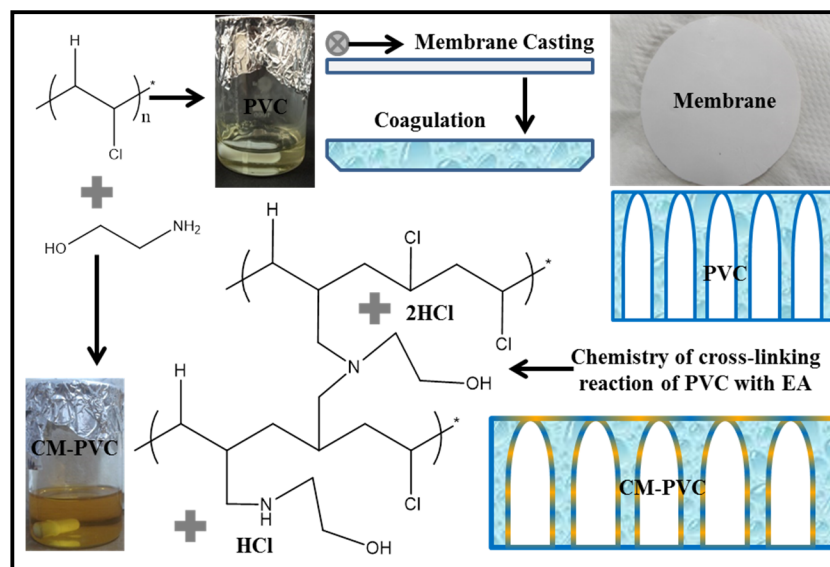 H
*
n
Cl
PVC
Membrane Casting
Coagulation
Membrane
HO
NH2
H
Cl
*
2HCl
Cl
PVC
N
OH
Chemistry of cross-linking
reaction of PVC with EA
CM-PVC
H
*
Cl
N
H
OH
HCl
CM-PVC